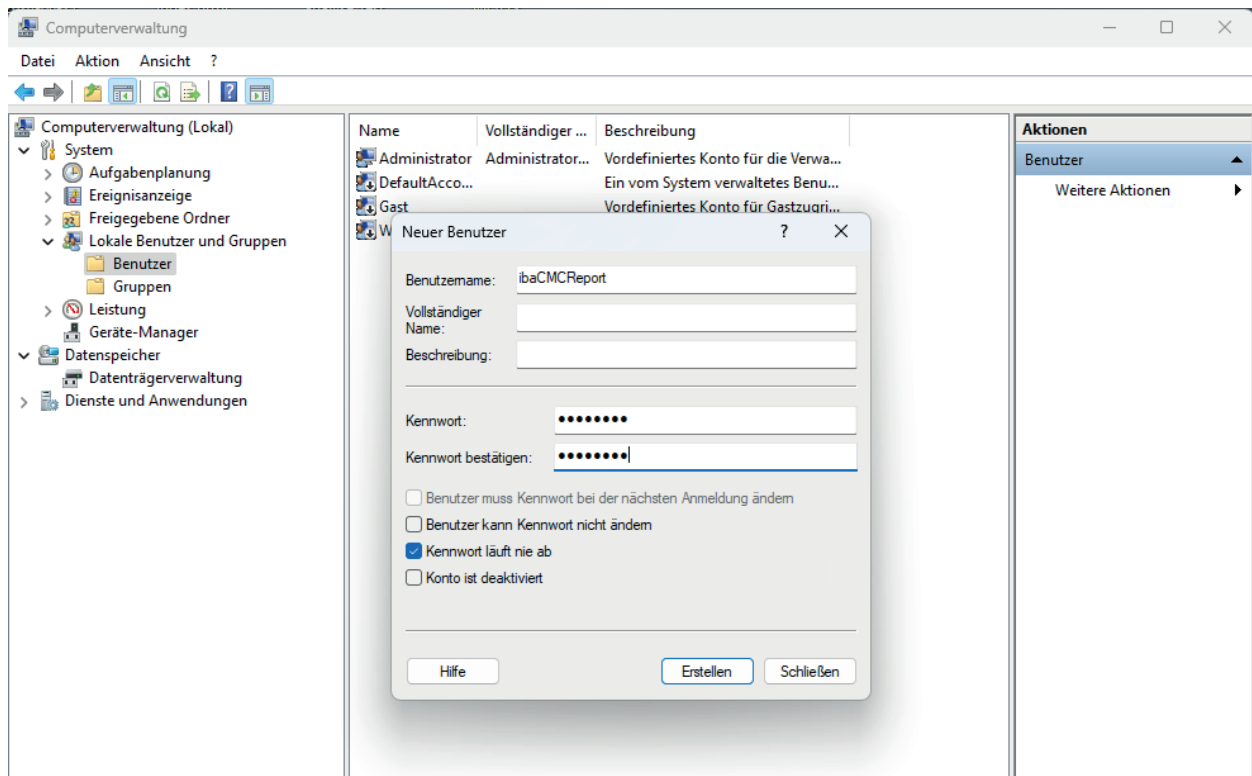 Computerverwaltung
Datei Aktion Ansicht ?
Computerverwaltung (Lokal)
System
Aufgabenplanung
Ereignisanzeige
Freigegebene Ordner
Lokale Benutzer und Gruppen
Benutzer
Gruppen
Leistung
Geräte-Manager
Datenspeicher
Datenträgerverwaltung
Dienste und Anwendungen
Name Vollständiger ... Beschreibung
Administrator Administrator... Vordefiniertes Konto für die Verwa...
DefaultAcco... Ein vom System verwaltetes Benu...
Gast Vordefiniertes Konto für Gastzugri...
W
Neuer Benutzer ?
Benutzername: ibaCMCReport
Vollständiger
Name:
Beschreibung:
Kennwort: ••••••••
Kennwort bestätigen: ••••••••
Benutzer muss Kennwort bei der nächsten Anmeldung ändern
Benutzer kann Kennwort nicht ändern
Kennwort läuft nie ab
Konto ist deaktiviert
Hilfe Erstellen Schließen
Aktionen
Benutzer
Weitere Aktionen